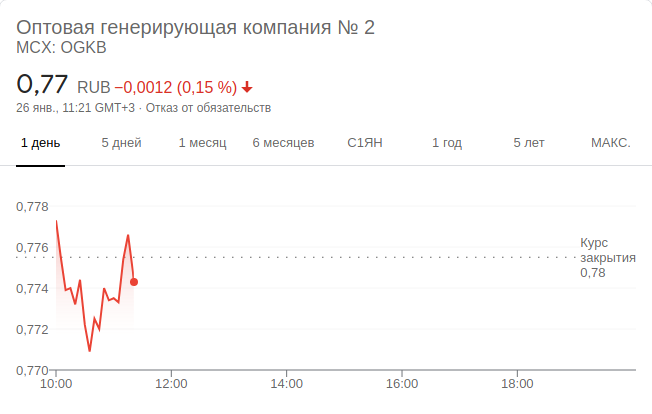 Оптовая генерирующая компания № 2
MCX: OGKB
0,77 RUB −0,0012 (0,15 %)
26 янв., 11:21 GMT+3 · Отказ от обязательств
1 день 5 дней 1 месяц 6 месяцев С1ЯН 1 год 5 лет МАКС.
0,778
0,776
0,774
0,772
0,770
Курс
закрытия
0,78
10:00 12:00 14:00 16:00 18:00